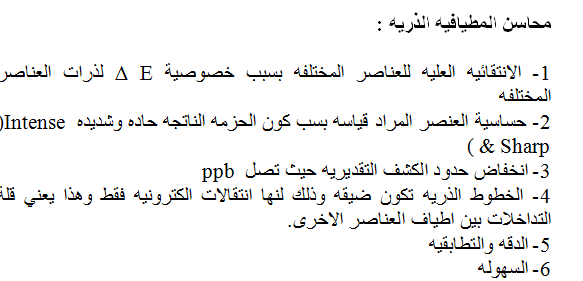 محاسن المطيافيه الذريه :
1- الانتقائيه العليه للعناصر المختلفه بسبب خصوصية Δ E لذرات العناصر
المختلفه
2- حساسية العنصر المراد قياسه بسب كون الحزمه الناتجه حاده وشديده Intense)
( & Sharp
3- انخفاض حدود الكشف التقديريه حيث تصل ppb
4- الخطوط الذريه تكون ضيقه وذلك لنها انتقالات الكترونيه فقط وهذا يعني قلة
التداخلات بين اطياف العناصر الاخرى.
5- الدقه والتطابقيه
6- السهوله